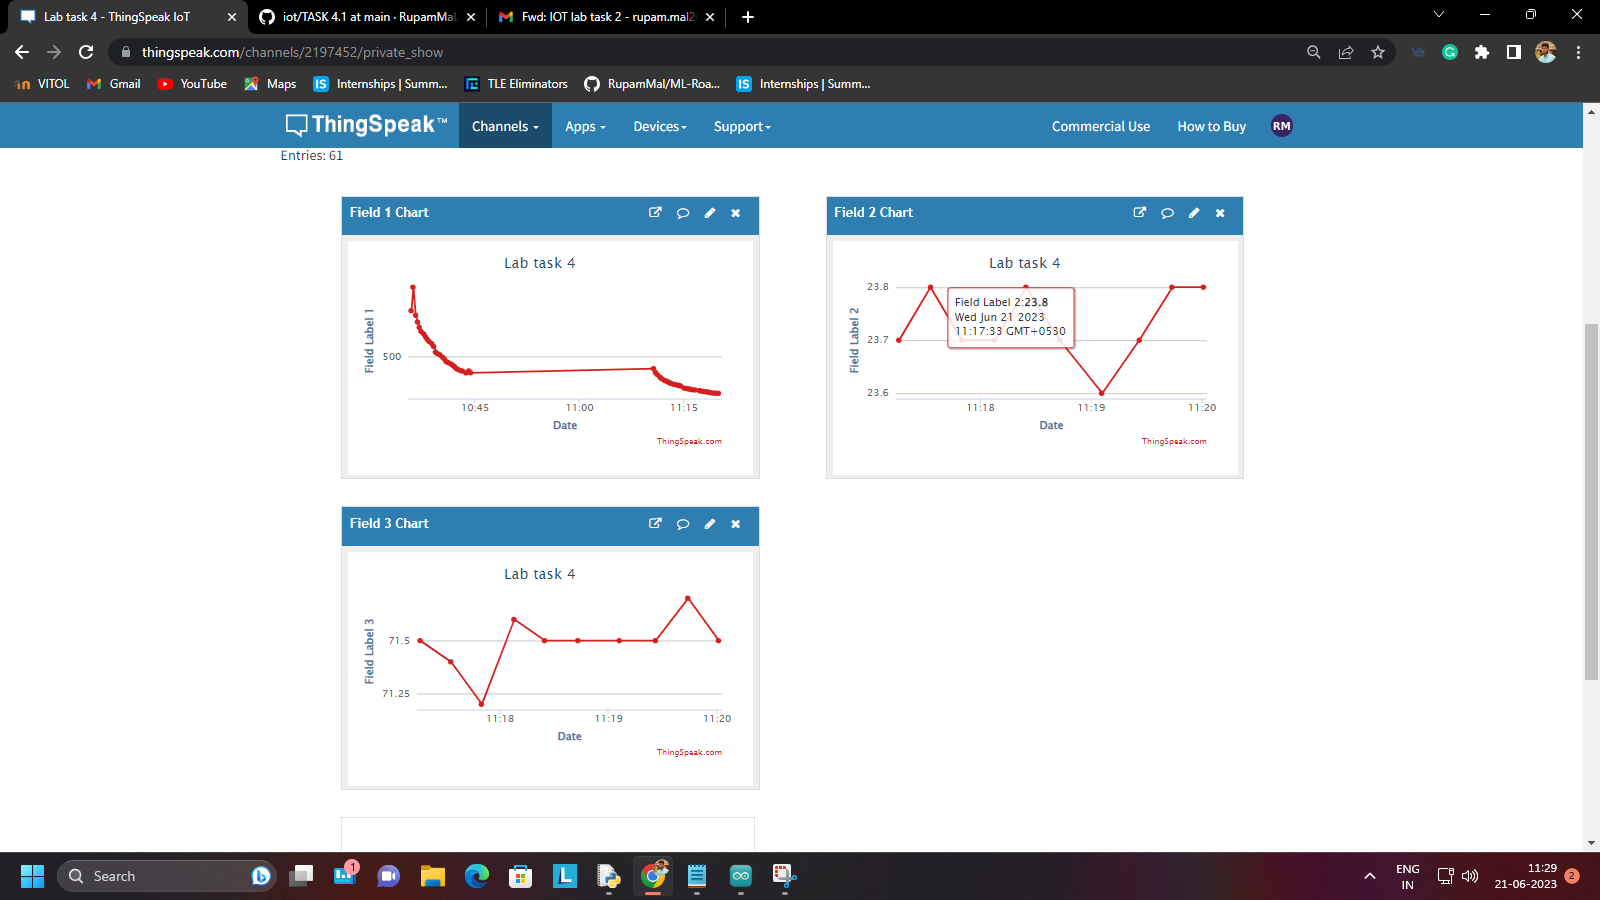 Lab task 4 - ThingSpeak IoT
iot/TASK 4.1 at main · RupamMal
Fwd: IOT lab task 2 - rupam.mal2
thingspeak.com/channels/2197452/private_show
VITOL
Gmail
YouTube
Maps
IS
Internships | Summ...
TLE Eliminators
RupamMal/ML-Roa...
IS
Internships | Summ...
ThingSpeak™
Channels
Apps
Devices
Support
Commercial Use
How to Buy
RM
Entries: 61
Field 1 Chart
Lab task 4
Field Label 1
500
10:45
11:00
11:15
Date
ThingSpeak.com
Field 2 Chart
Lab task 4
Field Label 2
23.8
23.7
23.6
Field Label 2:23.8
Wed Jun 21 2023
11:17:33 GMT+0530
11:18
11:19
11:20
Date
ThingSpeak.com
Field 3 Chart
Lab task 4
Field Label 3
71.5
71.25
11:18
11:19
11:20
Date
ThingSpeak.com
Search
1
L
ENG
IN
11:29
21-06-2023
2